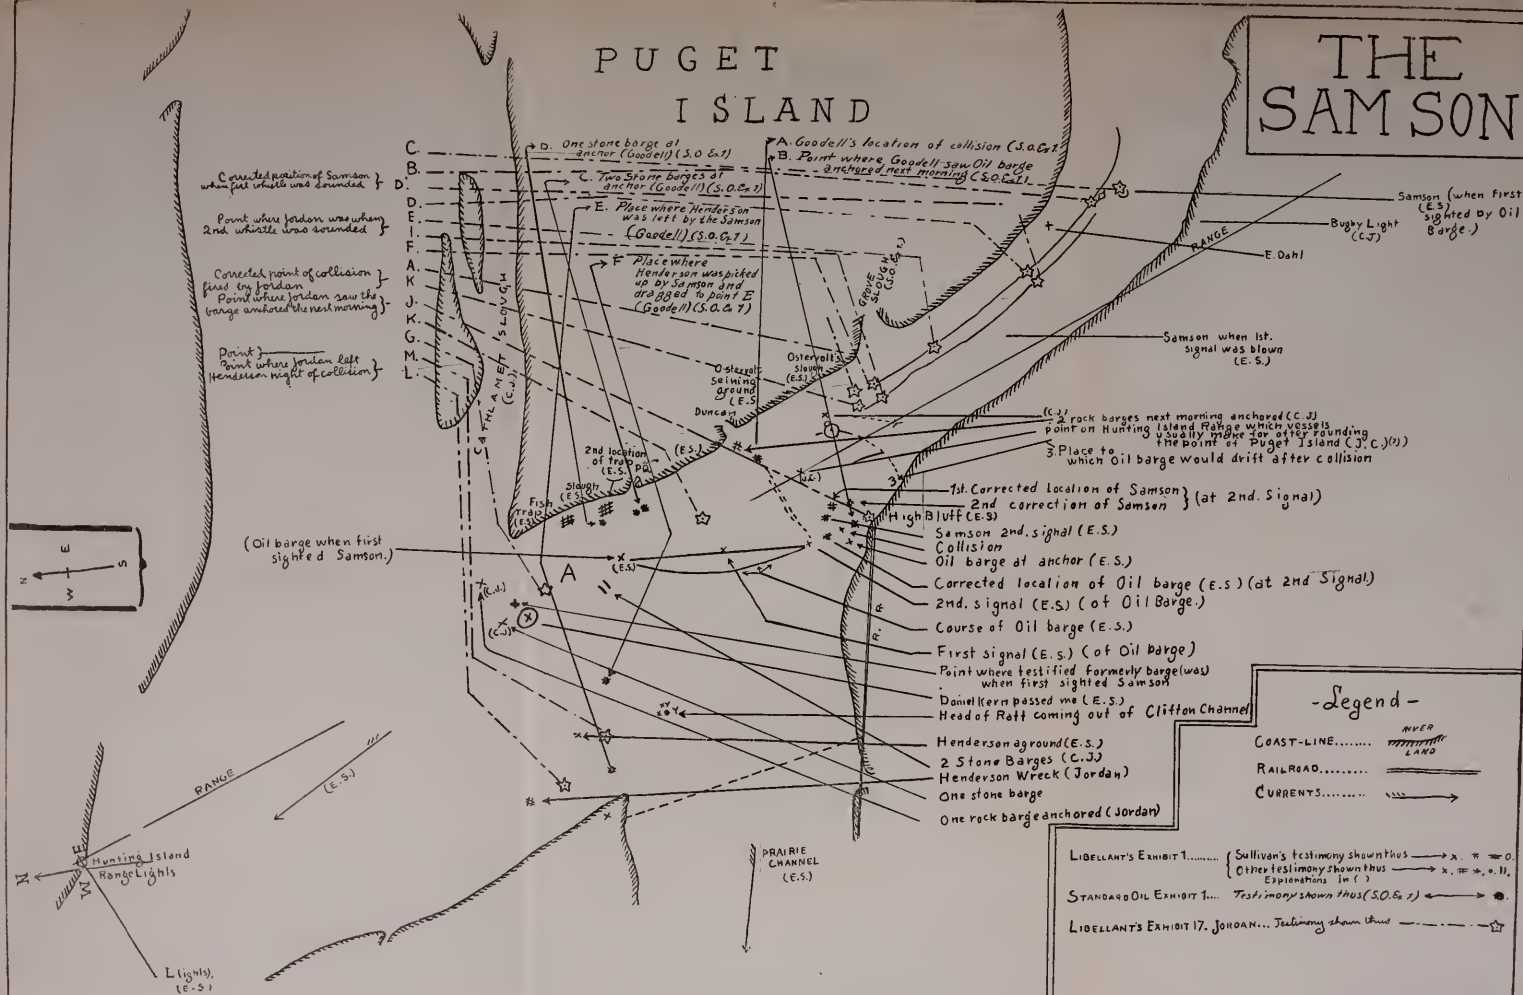 PUGET
ISLAND
THE
SAMSON
C.
B.
D'.
D.
E.
I.
F.
A.
K
J.
K.
G.
M.
L.
Corrected position of Samson
when first whistle was sounded
Point where Jordan was when
2nd whistle was sounded
Corrected point of collision
fixed by Jordan
Point where Jordan saw the
barge anchored the next morning
Point
Point where Jordan left
Henderson night of collision
D. One stone barge at
anchor (Goodell) (S.O Ex 1)
C. Two Stone barges at
anchor (Goodell) (S.O. Ex 1)
E. Place where Henderson
was left by the Samson
(Goodell) (S.O. Ex 1)
F Place where
Henderson was picked
up by Samson and
dragged to point E
(Goodell) (S.O. Ex 1)
A. Goodell's location of collision (S.O. Ex 1.
B. Point where Goodell saw Oil barge
anchored next morning (S.O. Ex 1)
CATHLAMET ISLOUGH
(C.J.)
GROVE
SLOUGH
(S.O. Ex 1.)
Ostervolt's
slough
(E.S.)
Ostervolt
Seining
ground
(E.S
Duncan
(E.S.)
2nd location
of trap
(E.S.)
PQ
Slough
(E.S.
Fish
Trap
(E.S.)
RANGE
Samson (when first
(E.S)
sighted by Oil
Barge.)
Bugby Light
(C.J)
E. Dahl
Samson when 1st.
signal was blown
(E.S.)
(C.J.)
2 rock barges next morning anchored (C.J)
point on Hunting Island Range which vessels
usually make for after rounding
the point of Puget Island (J.C.)(?)
3. Place to
which Oil barge would drift after collision
3
(J.C.)
1st. Corrected location of Samson
2nd correction of Samson
(at 2nd. Signal)
High Bluff (E.S)
Samson 2nd. signal (E.S.)
Collision
Oil barge at anchor (E.S.)
Corrected location of Oil barge (E.S) (at 2nd Signal.)
2nd. signal (E.S) (of Oil Barge.)
Course of Oil barge (E.S.)
First signal (E.S.) (of Oil barge)
Point where testified formerly barge (was)
when first sighted Samson
Daniel Kern passed me (E.S.)
Head of Raft coming out of Clifton Channel
Henderson aground (E.S.)
2 Stone Barges (C.J.)
Henderson Wreck (Jordan)
One stone barge
One rock barge anchored (Jordan)
(Oil barge when first
sighted Samson.)
(E.S)
A
(C.J.)
(C.J)
R. R.
N
E
W
S
RANGE
(E.S.)
N
E
W
Hunting Island
Range Lights
L (ights),
(E.S)
PRAIRIE
CHANNEL
(E.S.)
-Legend-
COAST-LINE........
RIVER
LAND
RAILROAD.........
CURRENTS.........
LIBELLANT'S EXHIBIT 1......... Sullivan's testimony shown thus x. * = o.
Other testimony shown thus x. # *. o. II.
Explanations in ( )
STANDARD OIL EXHIBIT 1.... Testimony shown thus (S.O. Ex 1)
LIBELLANT'S EXHIBIT 17. JORDAN... Testimony shown thus